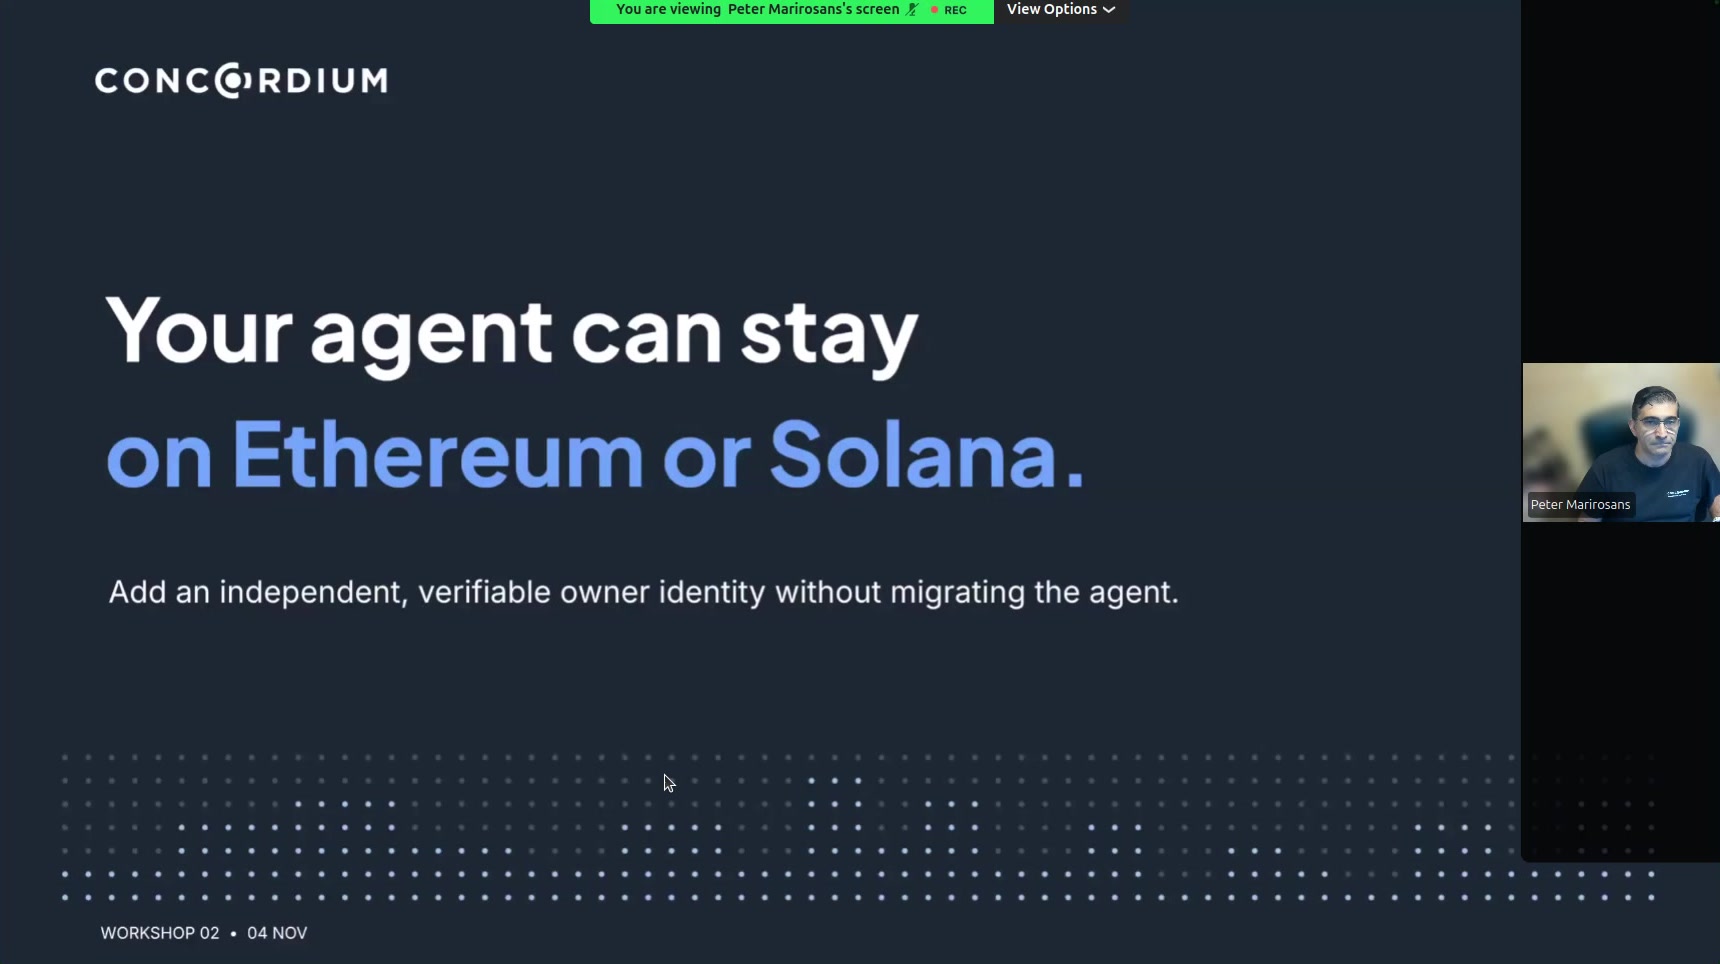 You are viewing Peter Marirosans's screen REC View Options
CONCORDIUM
Your agent can stay
on Ethereum or Solana.
Add an independent, verifiable owner identity without migrating the agent.
Peter Marirosans
WORKSHOP 02 • 04 NOV